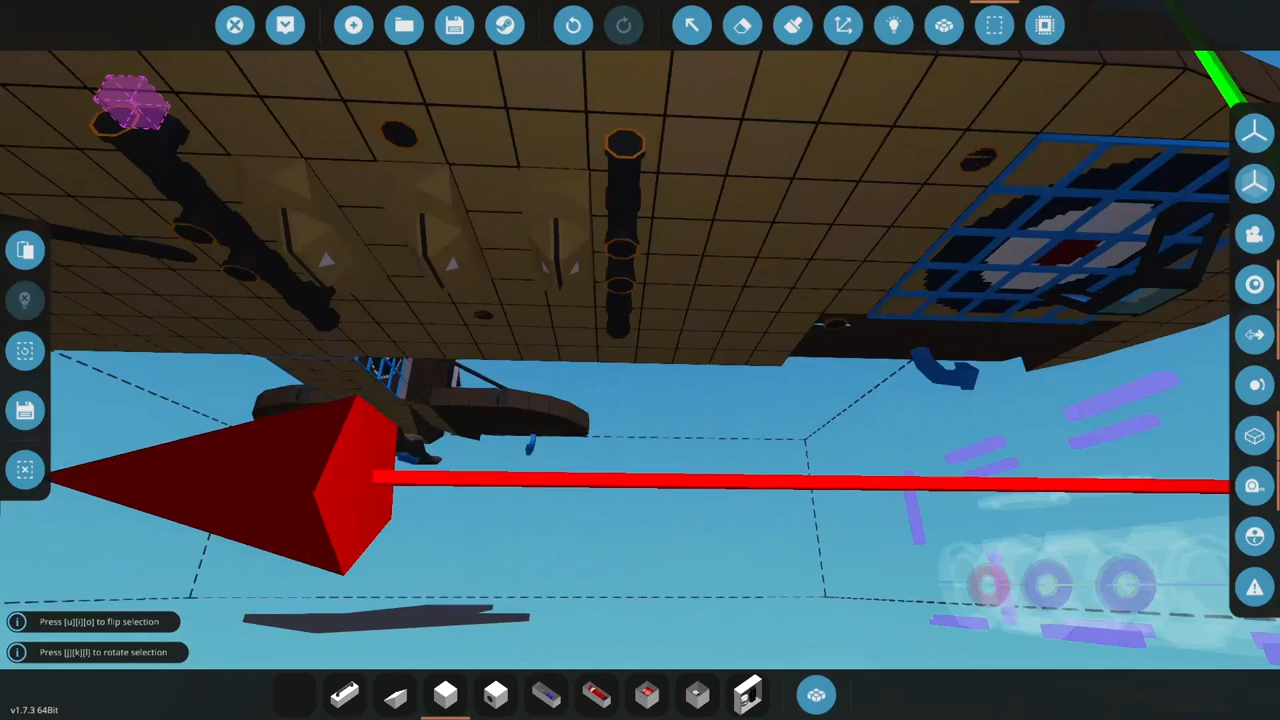 Press [u][i][o] to flip selection
Press [j][k][l] to rotate selection
v1.7.3 64Bit